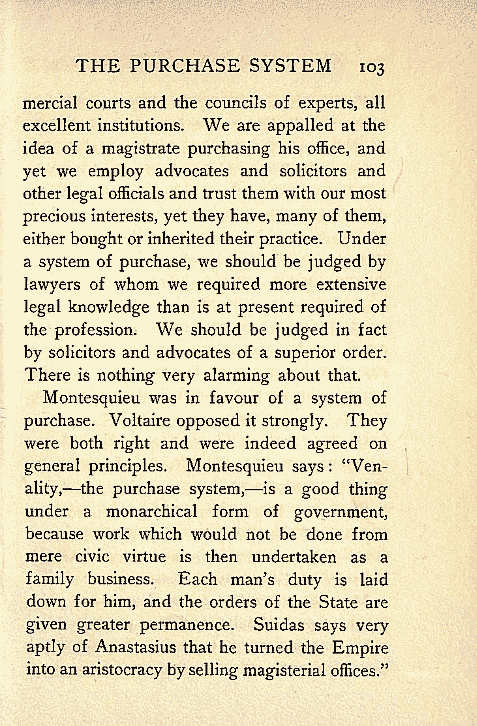 THE PURCHASE SYSTEM 103
mercial courts and the councils of experts, all
excellent institutions. We are appalled at the
idea of a magistrate purchasing his office, and
yet we employ advocates and solicitors and
other legal officials and trust them with our most
precious interests, yet they have, many of them,
either bought or inherited their practice. Under
a system of purchase, we should be judged by
lawyers of whom we required more extensive
legal knowledge than is at present required of
the profession. We should be judged in fact
by solicitors and advocates of a superior order.
There is nothing very alarming about that.
Montesquieu was in favour of a system of
purchase. Voltaire opposed it strongly. They
were both right and were indeed agreed on
general principles. Montesquieu says: “Ven-
ality,—the purchase system,—is a good thing
under a monarchical form of government,
because work which would not be done from
mere civic virtue is then undertaken as a
family business. Each man’s duty is laid
down for him, and the orders of the State are
given greater permanence. Suidas says very
aptly of Anastasius that he turned the Empire
into an aristocracy by selling magisterial offices.”